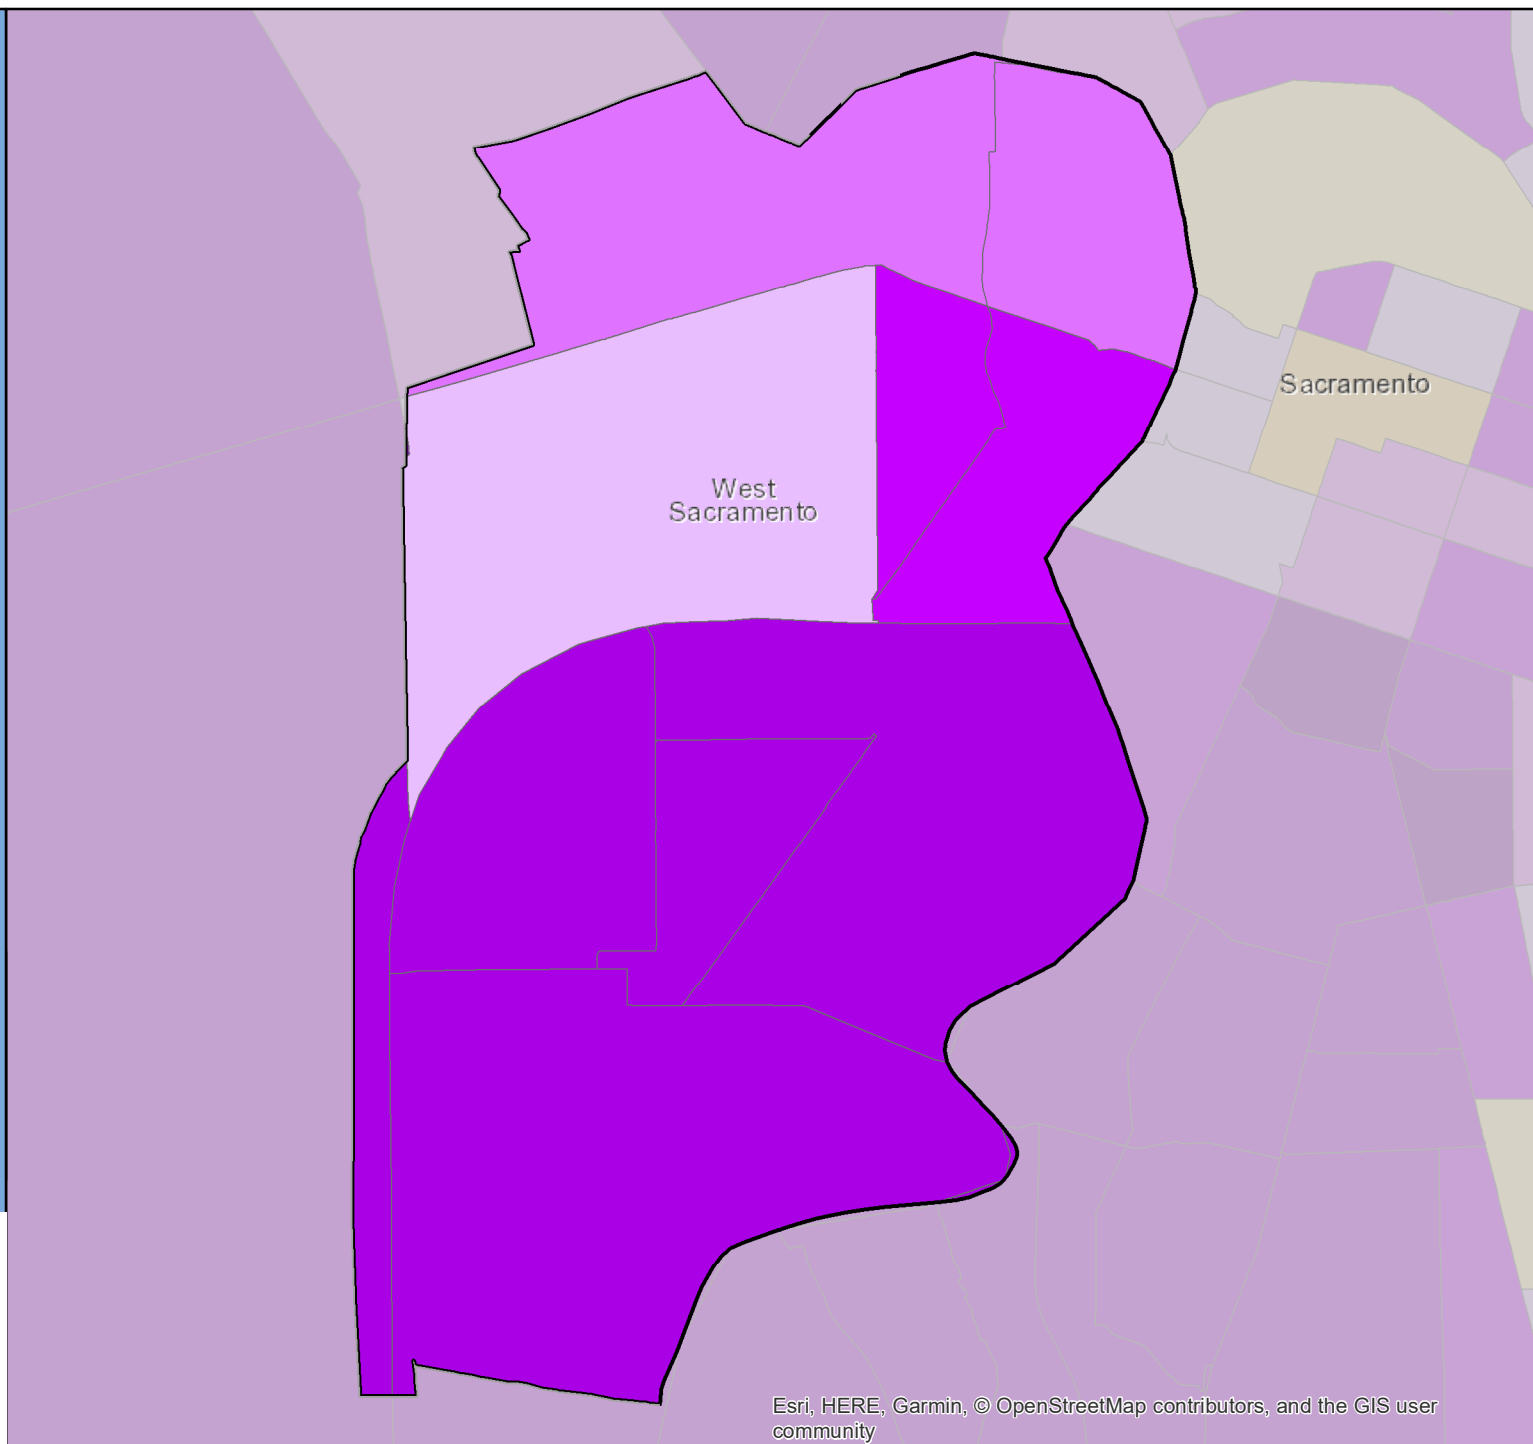 Sacramento
West
Sacramento
Esri, HERE, Garmin, © OpenStreetMap contributors, and the GIS user
community